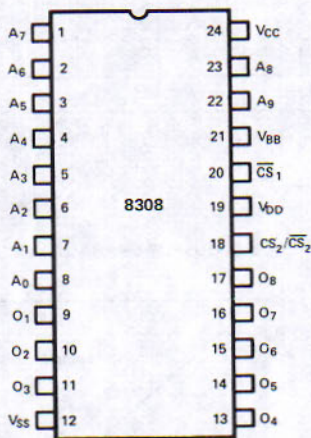 A7 1 24 VCC
A6 2 23 A8
A5 3 22 A9
A4 4 21 VBB
A3 5 20 C̅S̅1
A2 6 8308 19 VDD
A1 7 18 CS2/C̅S̅2
A0 8 17 O8
O1 9 16 O7
O2 10 15 O6
O3 11 14 O5
VSS 12 13 O4